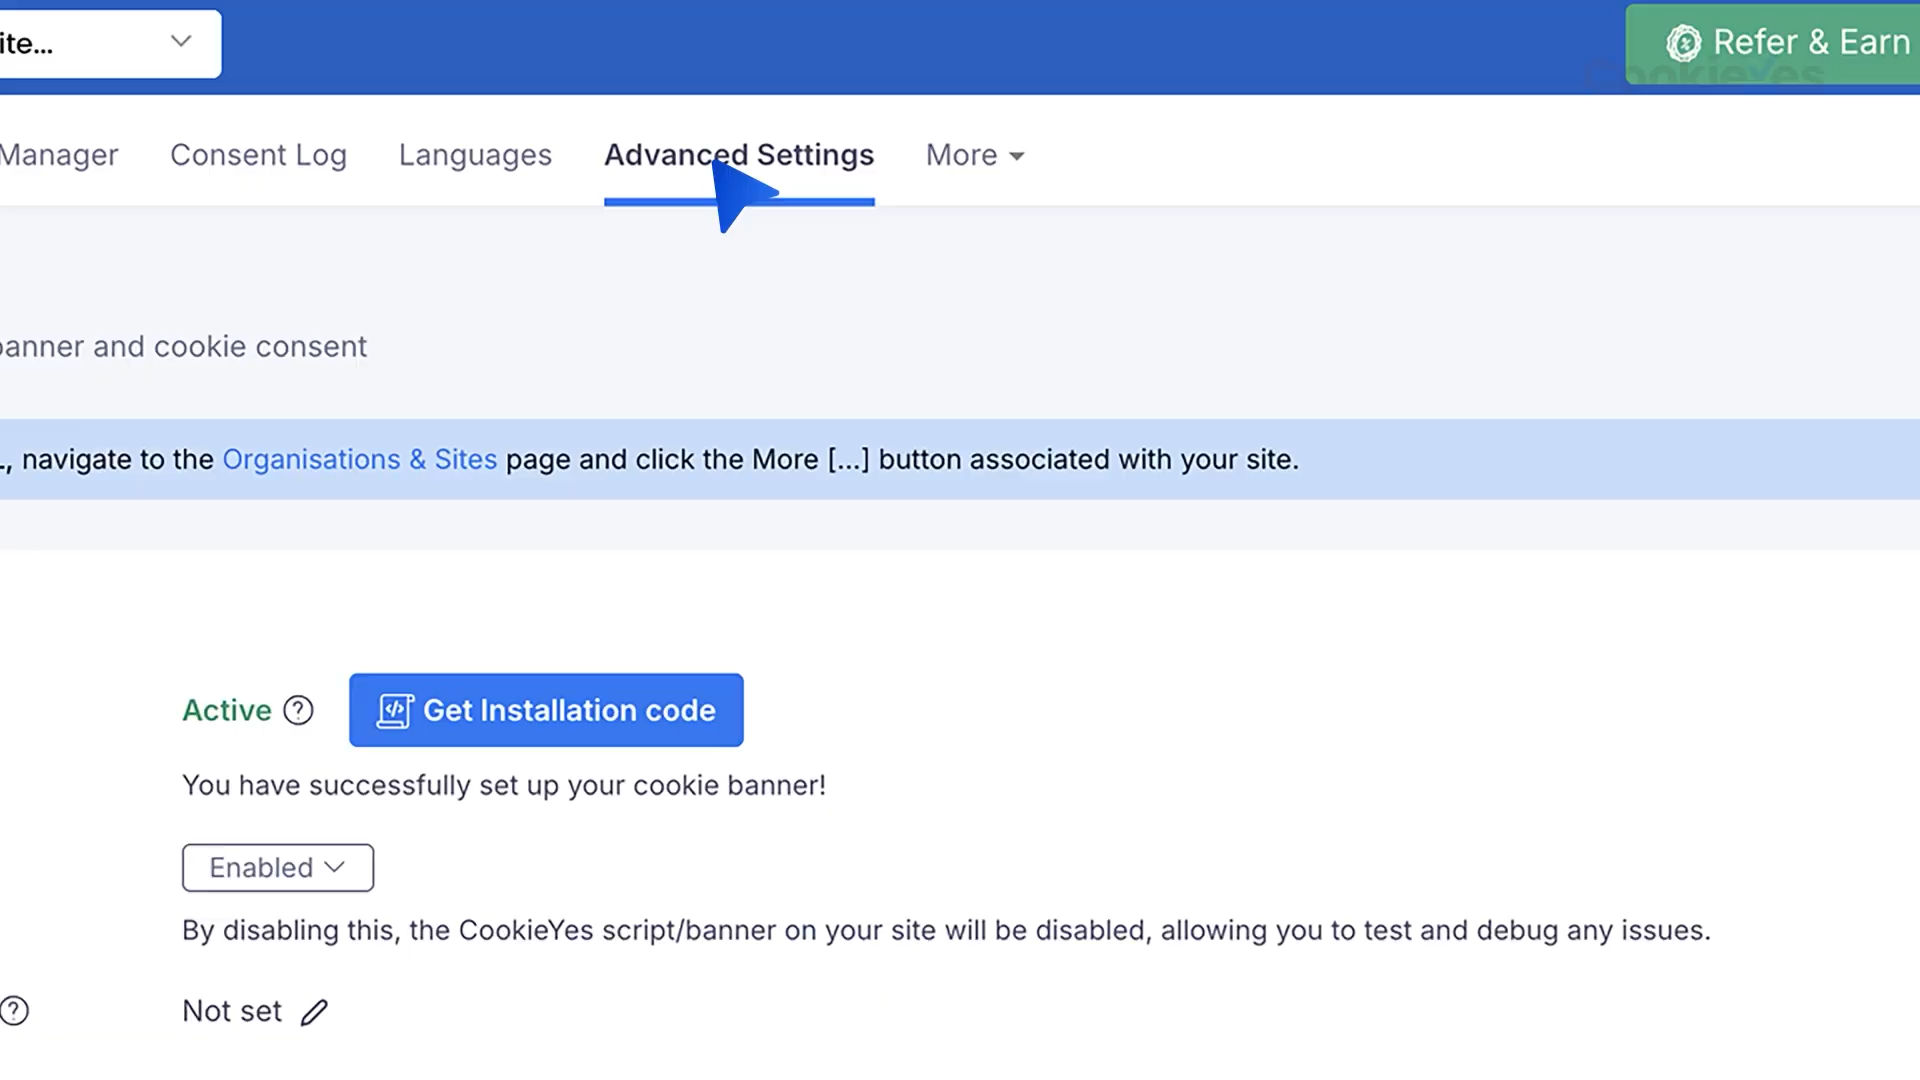 ite...
Refer & Earn
Manager Consent Log Languages Advanced Settings More
banner and cookie consent
, navigate to the Organisations & Sites page and click the More [...] button associated with your site.
Active
Get Installation code
You have successfully set up your cookie banner!
Enabled
By disabling this, the CookieYes script/banner on your site will be disabled, allowing you to test and debug any issues.
Not set